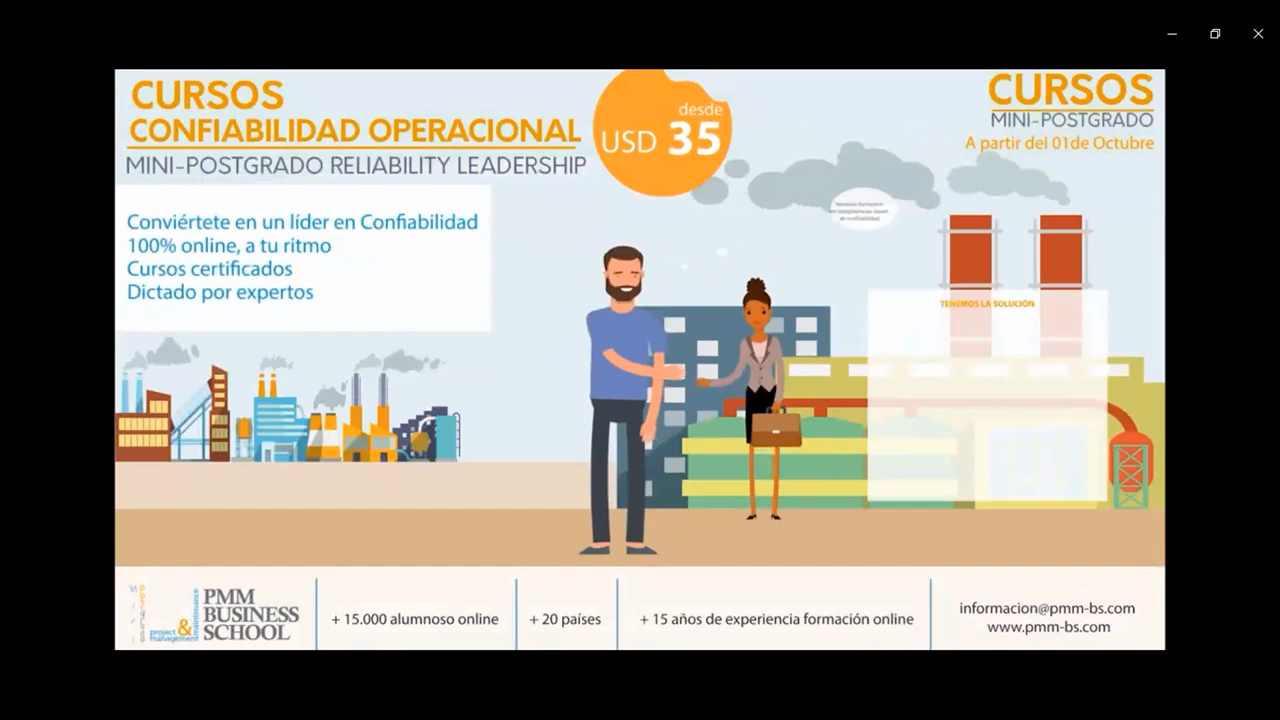 CURSOS
CONFIABILIDAD OPERACIONAL
MINI-POSTGRADO RELIABILITY LEADERSHIP
desde
USD 35
CURSOS
MINI-POSTGRADO
A partir del 01de Octubre
Conviértete en un líder en Confiabilidad
100% online, a tu ritmo
Cursos certificados
Dictado por expertos
TENEMOS LA SOLUCIÓN
project & management
maintenance
PMM
BUSINESS
SCHOOL
+ 15.000 alumnoso online
+ 20 países
+ 15 años de experiencia formación online
informacion@pmm-bs.com
www.pmm-bs.com